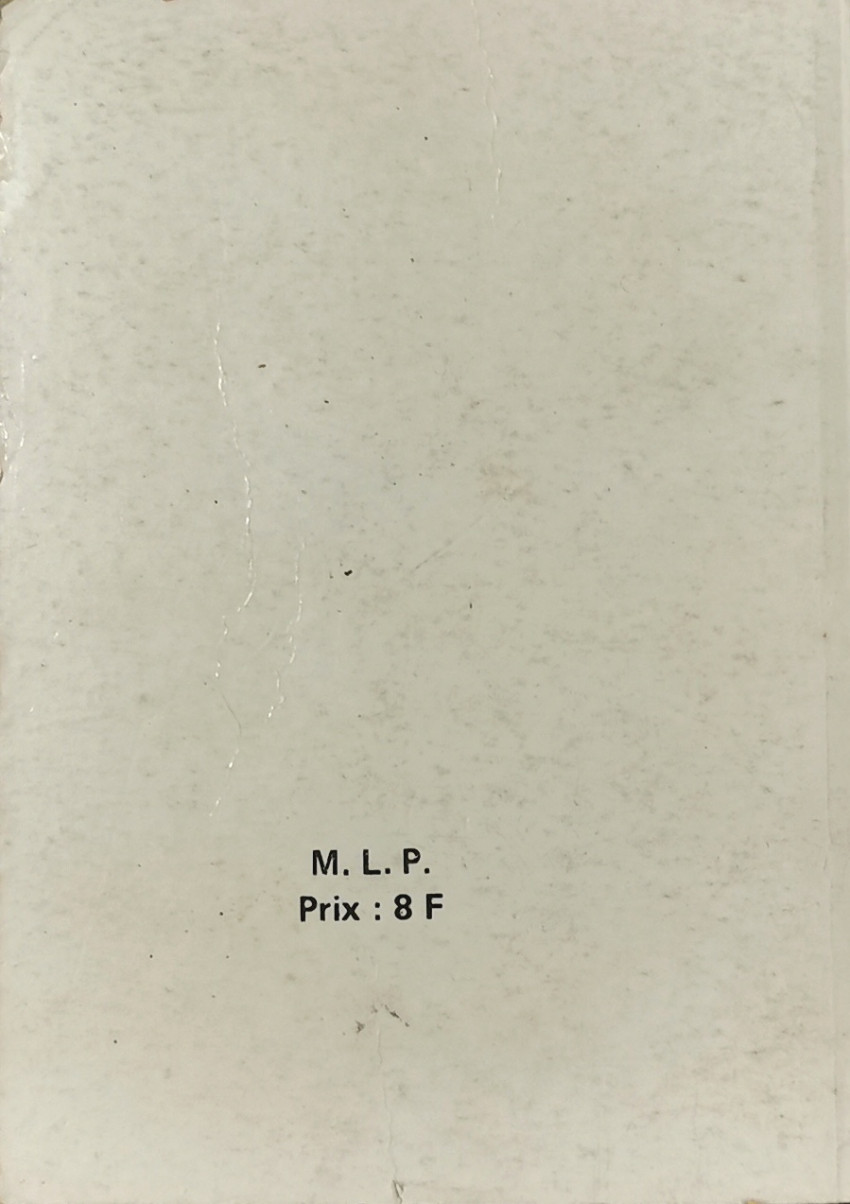 M. L. P.
Prix : 8 F